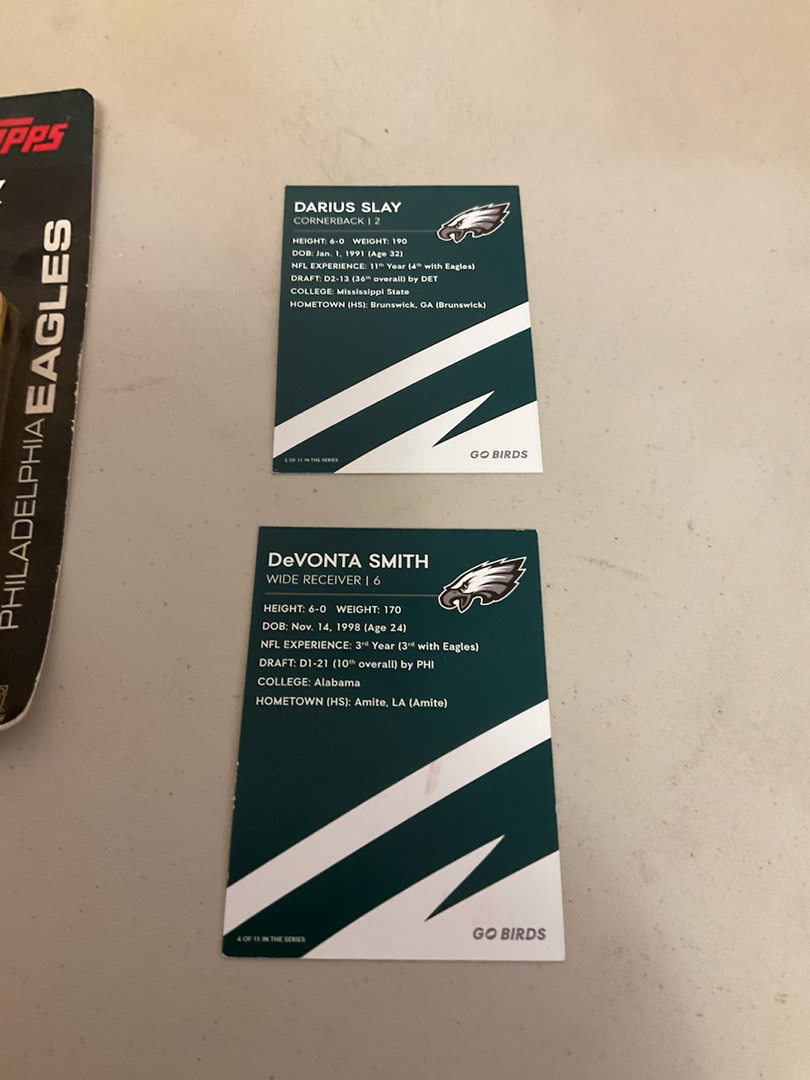 PPS
PHILADELPHIA EAGLES
DARIUS SLAY
CORNERBACK | 2
HEIGHT: 6-0 WEIGHT: 190
DOB: Jan. 1, 1991 (Age 32)
NFL EXPERIENCE: 11th Year (4th with Eagles)
DRAFT: D2-13 (36th overall) by DET
COLLEGE: Mississippi State
HOMETOWN (HS): Brunswick, GA (Brunswick)
2 OF 11 IN THE SERIES
GO BIRDS
DeVONTA SMITH
WIDE RECEIVER | 6
HEIGHT: 6-0 WEIGHT: 170
DOB: Nov. 14, 1998 (Age 24)
NFL EXPERIENCE: 3rd Year (3rd with Eagles)
DRAFT: D1-21 (10th overall) by PHI
COLLEGE: Alabama
HOMETOWN (HS): Amite, LA (Amite)
4 OF 11 IN THE SERIES
GO BIRDS